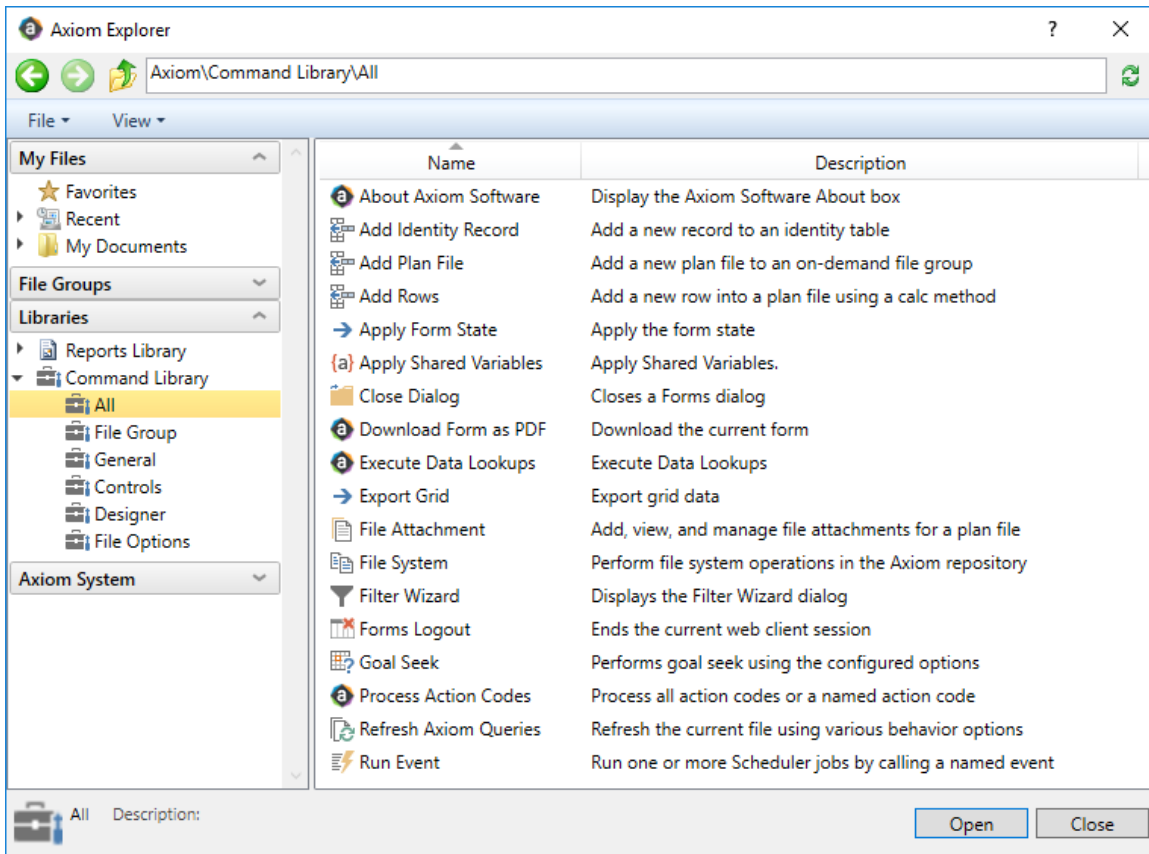 Axiom Explorer
?
Axiom\Command Library\All
File
View
My Files
Favorites
Recent
My Documents
File Groups
Libraries
Reports Library
Command Library
All
File Group
General
Controls
Designer
File Options
Axiom System
Name Description
About Axiom Software Display the Axiom Software About box
Add Identity Record Add a new record to an identity table
Add Plan File Add a new plan file to an on-demand file group
Add Rows Add a new row into a plan file using a calc method
Apply Form State Apply the form state
{a} Apply Shared Variables Apply Shared Variables.
Close Dialog Closes a Forms dialog
Download Form as PDF Download the current form
Execute Data Lookups Execute Data Lookups
Export Grid Export grid data
File Attachment Add, view, and manage file attachments for a plan file
File System Perform file system operations in the Axiom repository
Filter Wizard Displays the Filter Wizard dialog
Forms Logout Ends the current web client session
Goal Seek Performs goal seek using the configured options
Process Action Codes Process all action codes or a named action code
Refresh Axiom Queries Refresh the current file using various behavior options
Run Event Run one or more Scheduler jobs by calling a named event
All Description:
Open
Close